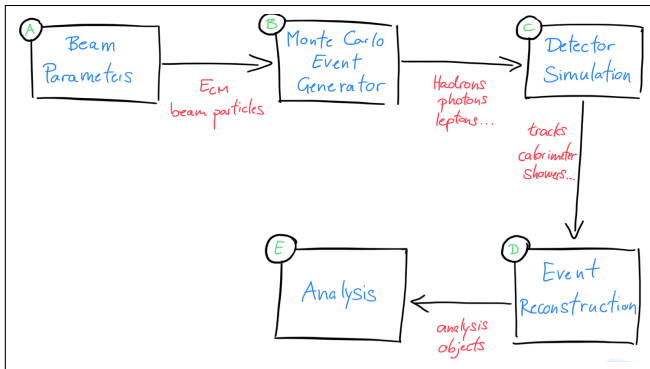 A
Beam
Parameters
E_CM
beam particles
B
Monte Carlo
Event
Generator
Hadrons
photons
leptons...
C
Detector
Simulation
tracks
calorimeter
showers...
D
Event
Reconstruction
analysis
objects
E
Analysis